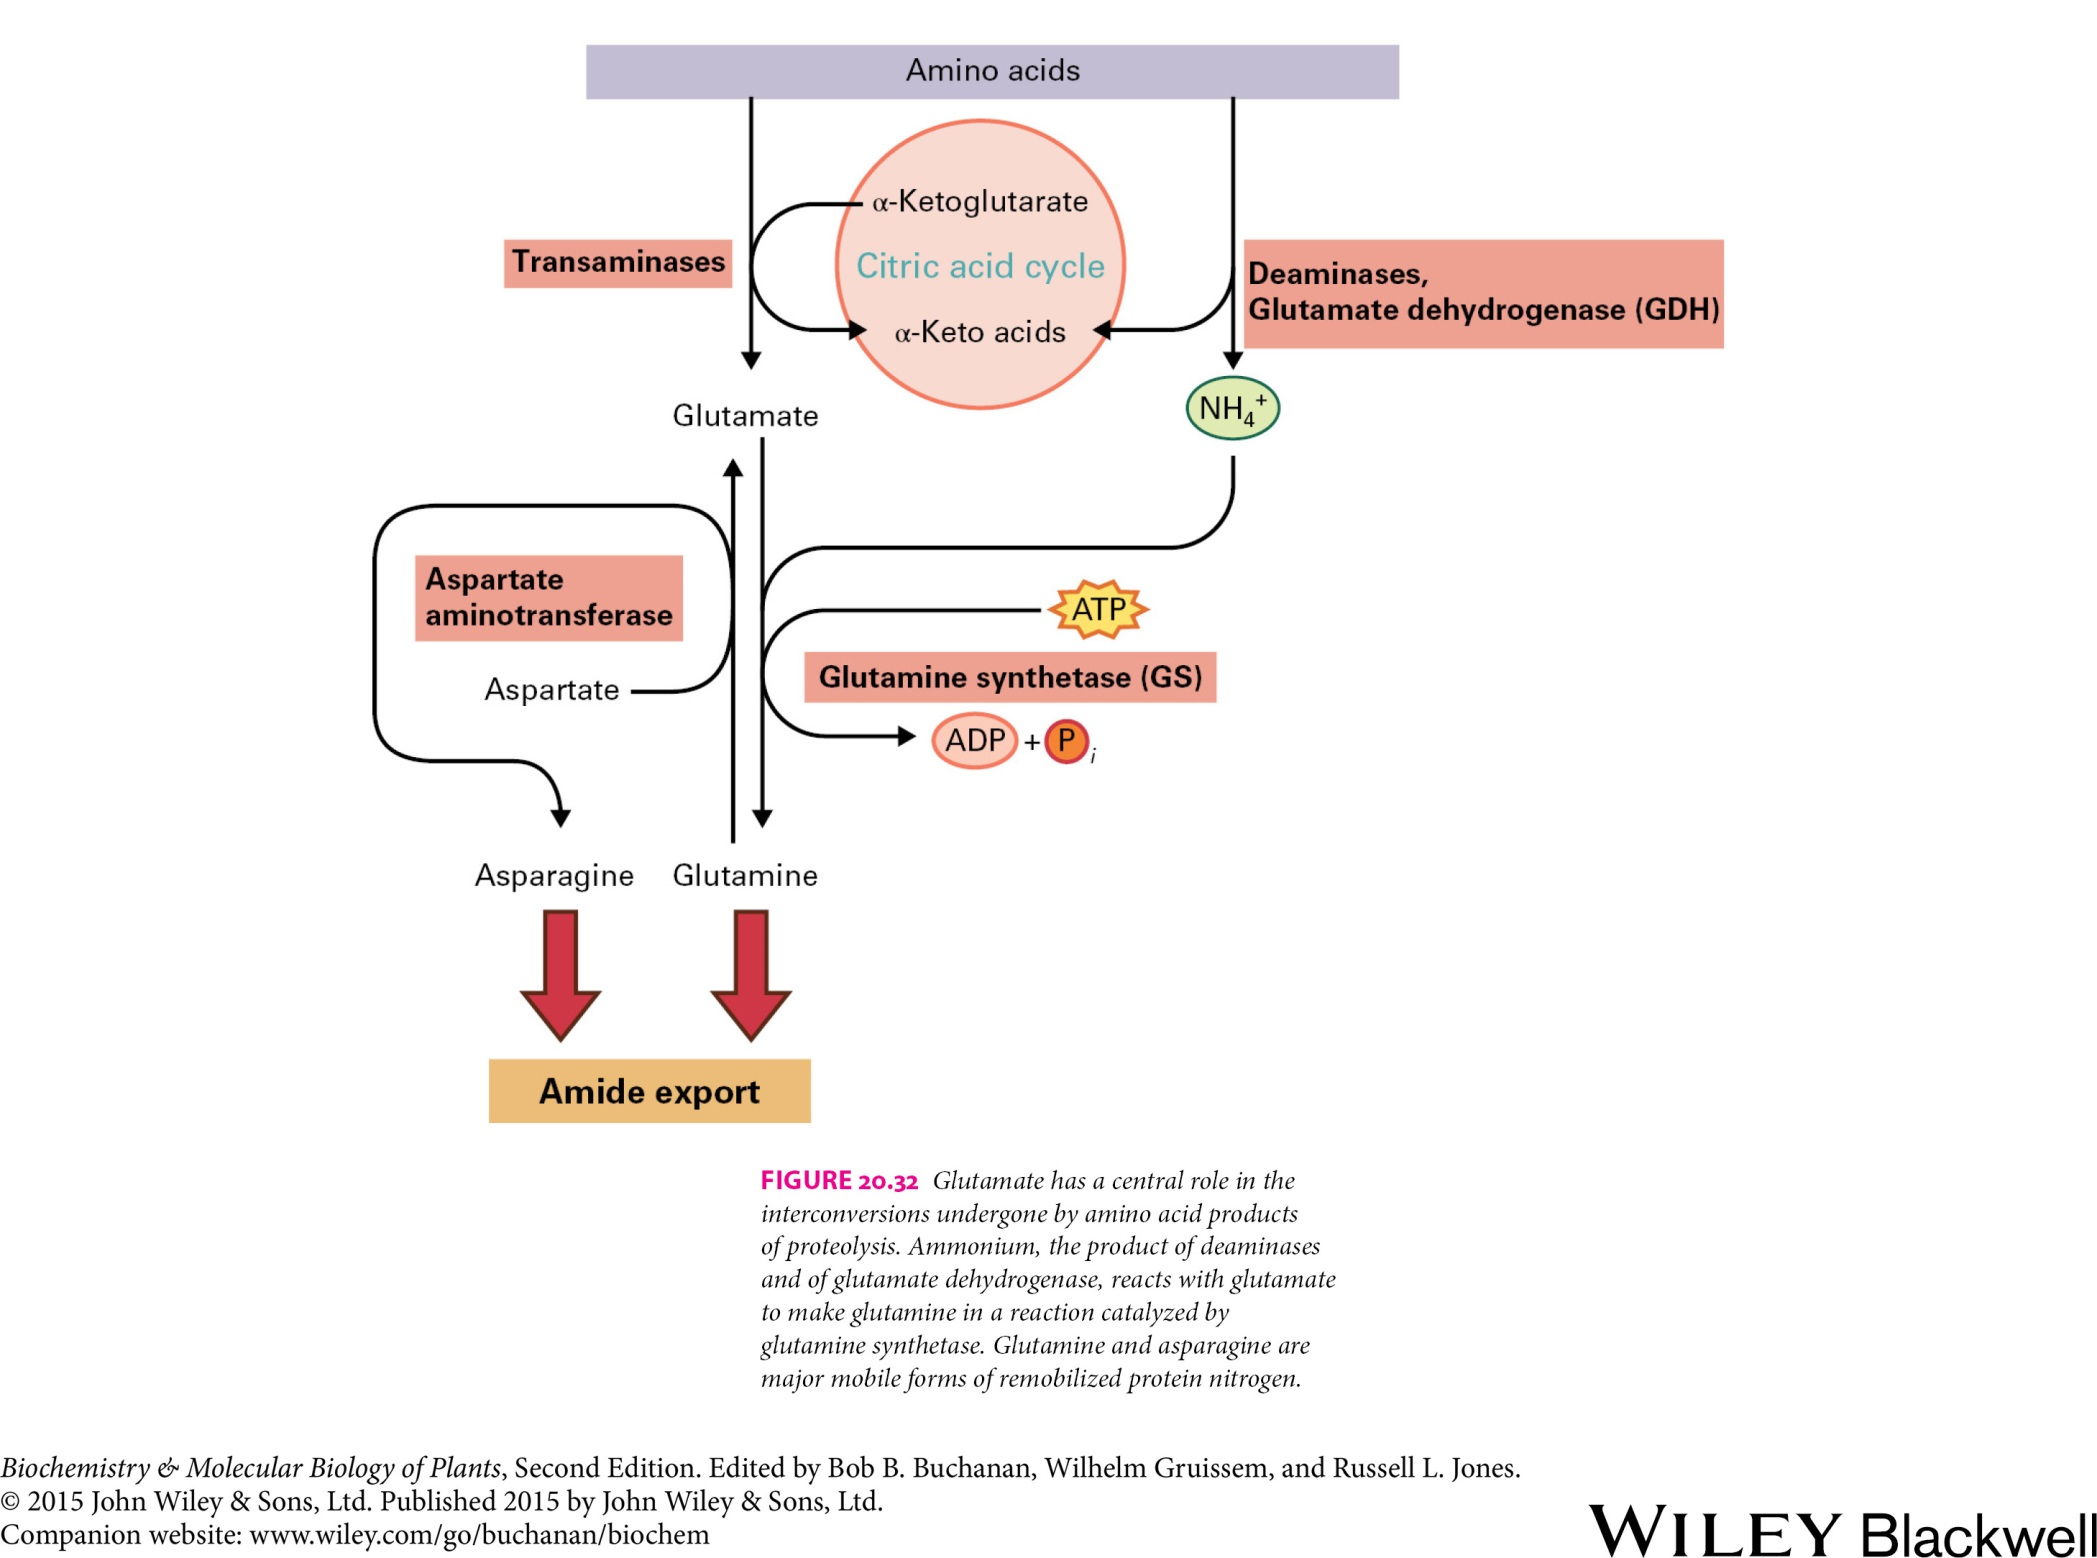 Amino acids
α-Ketoglutarate
Transaminases
Citric acid cycle
Deaminases,
Glutamate dehydrogenase (GDH)
α-Keto acids
Glutamate
NH4+
Aspartate
aminotransferase
ATP
Glutamine synthetase (GS)
Aspartate
ADP + Pi
Asparagine
Glutamine
Amide export
FIGURE 20.32 Glutamate has a central role in the
interconversions undergone by amino acid products
of proteolysis. Ammonium, the product of deaminases
and of glutamate dehydrogenase, reacts with glutamate
to make glutamine in a reaction catalyzed by
glutamine synthetase. Glutamine and asparagine are
major mobile forms of remobilized protein nitrogen.
Biochemistry & Molecular Biology of Plants, Second Edition. Edited by Bob B. Buchanan, Wilhelm Gruissem, and Russell L. Jones.
© 2015 John Wiley & Sons, Ltd. Published 2015 by John Wiley & Sons, Ltd.
Companion website: www.wiley.com/go/buchanan/biochem
WILEY Blackwell